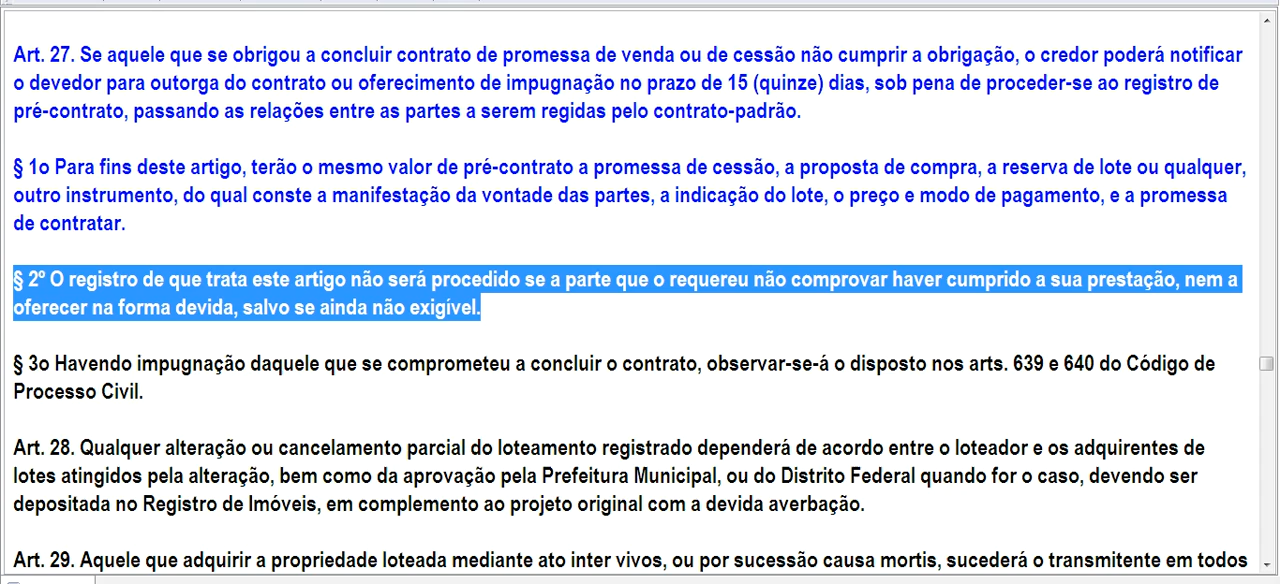 Art. 27. Se aquele que se obrigou a concluir contrato de promessa de venda ou de cessão não cumprir a obrigação, o credor poderá notificar
o devedor para outorga do contrato ou oferecimento de impugnação no prazo de 15 (quinze) dias, sob pena de proceder-se ao registro de
pré-contrato, passando as relações entre as partes a serem regidas pelo contrato-padrão.
§ 1o Para fins deste artigo, terão o mesmo valor de pré-contrato a promessa de cessão, a proposta de compra, a reserva de lote ou qualquer,
outro instrumento, do qual conste a manifestação da vontade das partes, a indicação do lote, o preço e modo de pagamento, e a promessa
de contratar.
§ 2º O registro de que trata este artigo não será procedido se a parte que o requereu não comprovar haver cumprido a sua prestação, nem a
oferecer na forma devida, salvo se ainda não exigível.
§ 3o Havendo impugnação daquele que se comprometeu a concluir o contrato, observar-se-á o disposto nos arts. 639 e 640 do Código de
Processo Civil.
Art. 28. Qualquer alteração ou cancelamento parcial do loteamento registrado dependerá de acordo entre o loteador e os adquirentes de
lotes atingidos pela alteração, bem como da aprovação pela Prefeitura Municipal, ou do Distrito Federal quando for o caso, devendo ser
depositada no Registro de Imóveis, em complemento ao projeto original com a devida averbação.
Art. 29. Aquele que adquirir a propriedade loteada mediante ato inter vivos, ou por sucessão causa mortis, sucederá o transmitente em todos